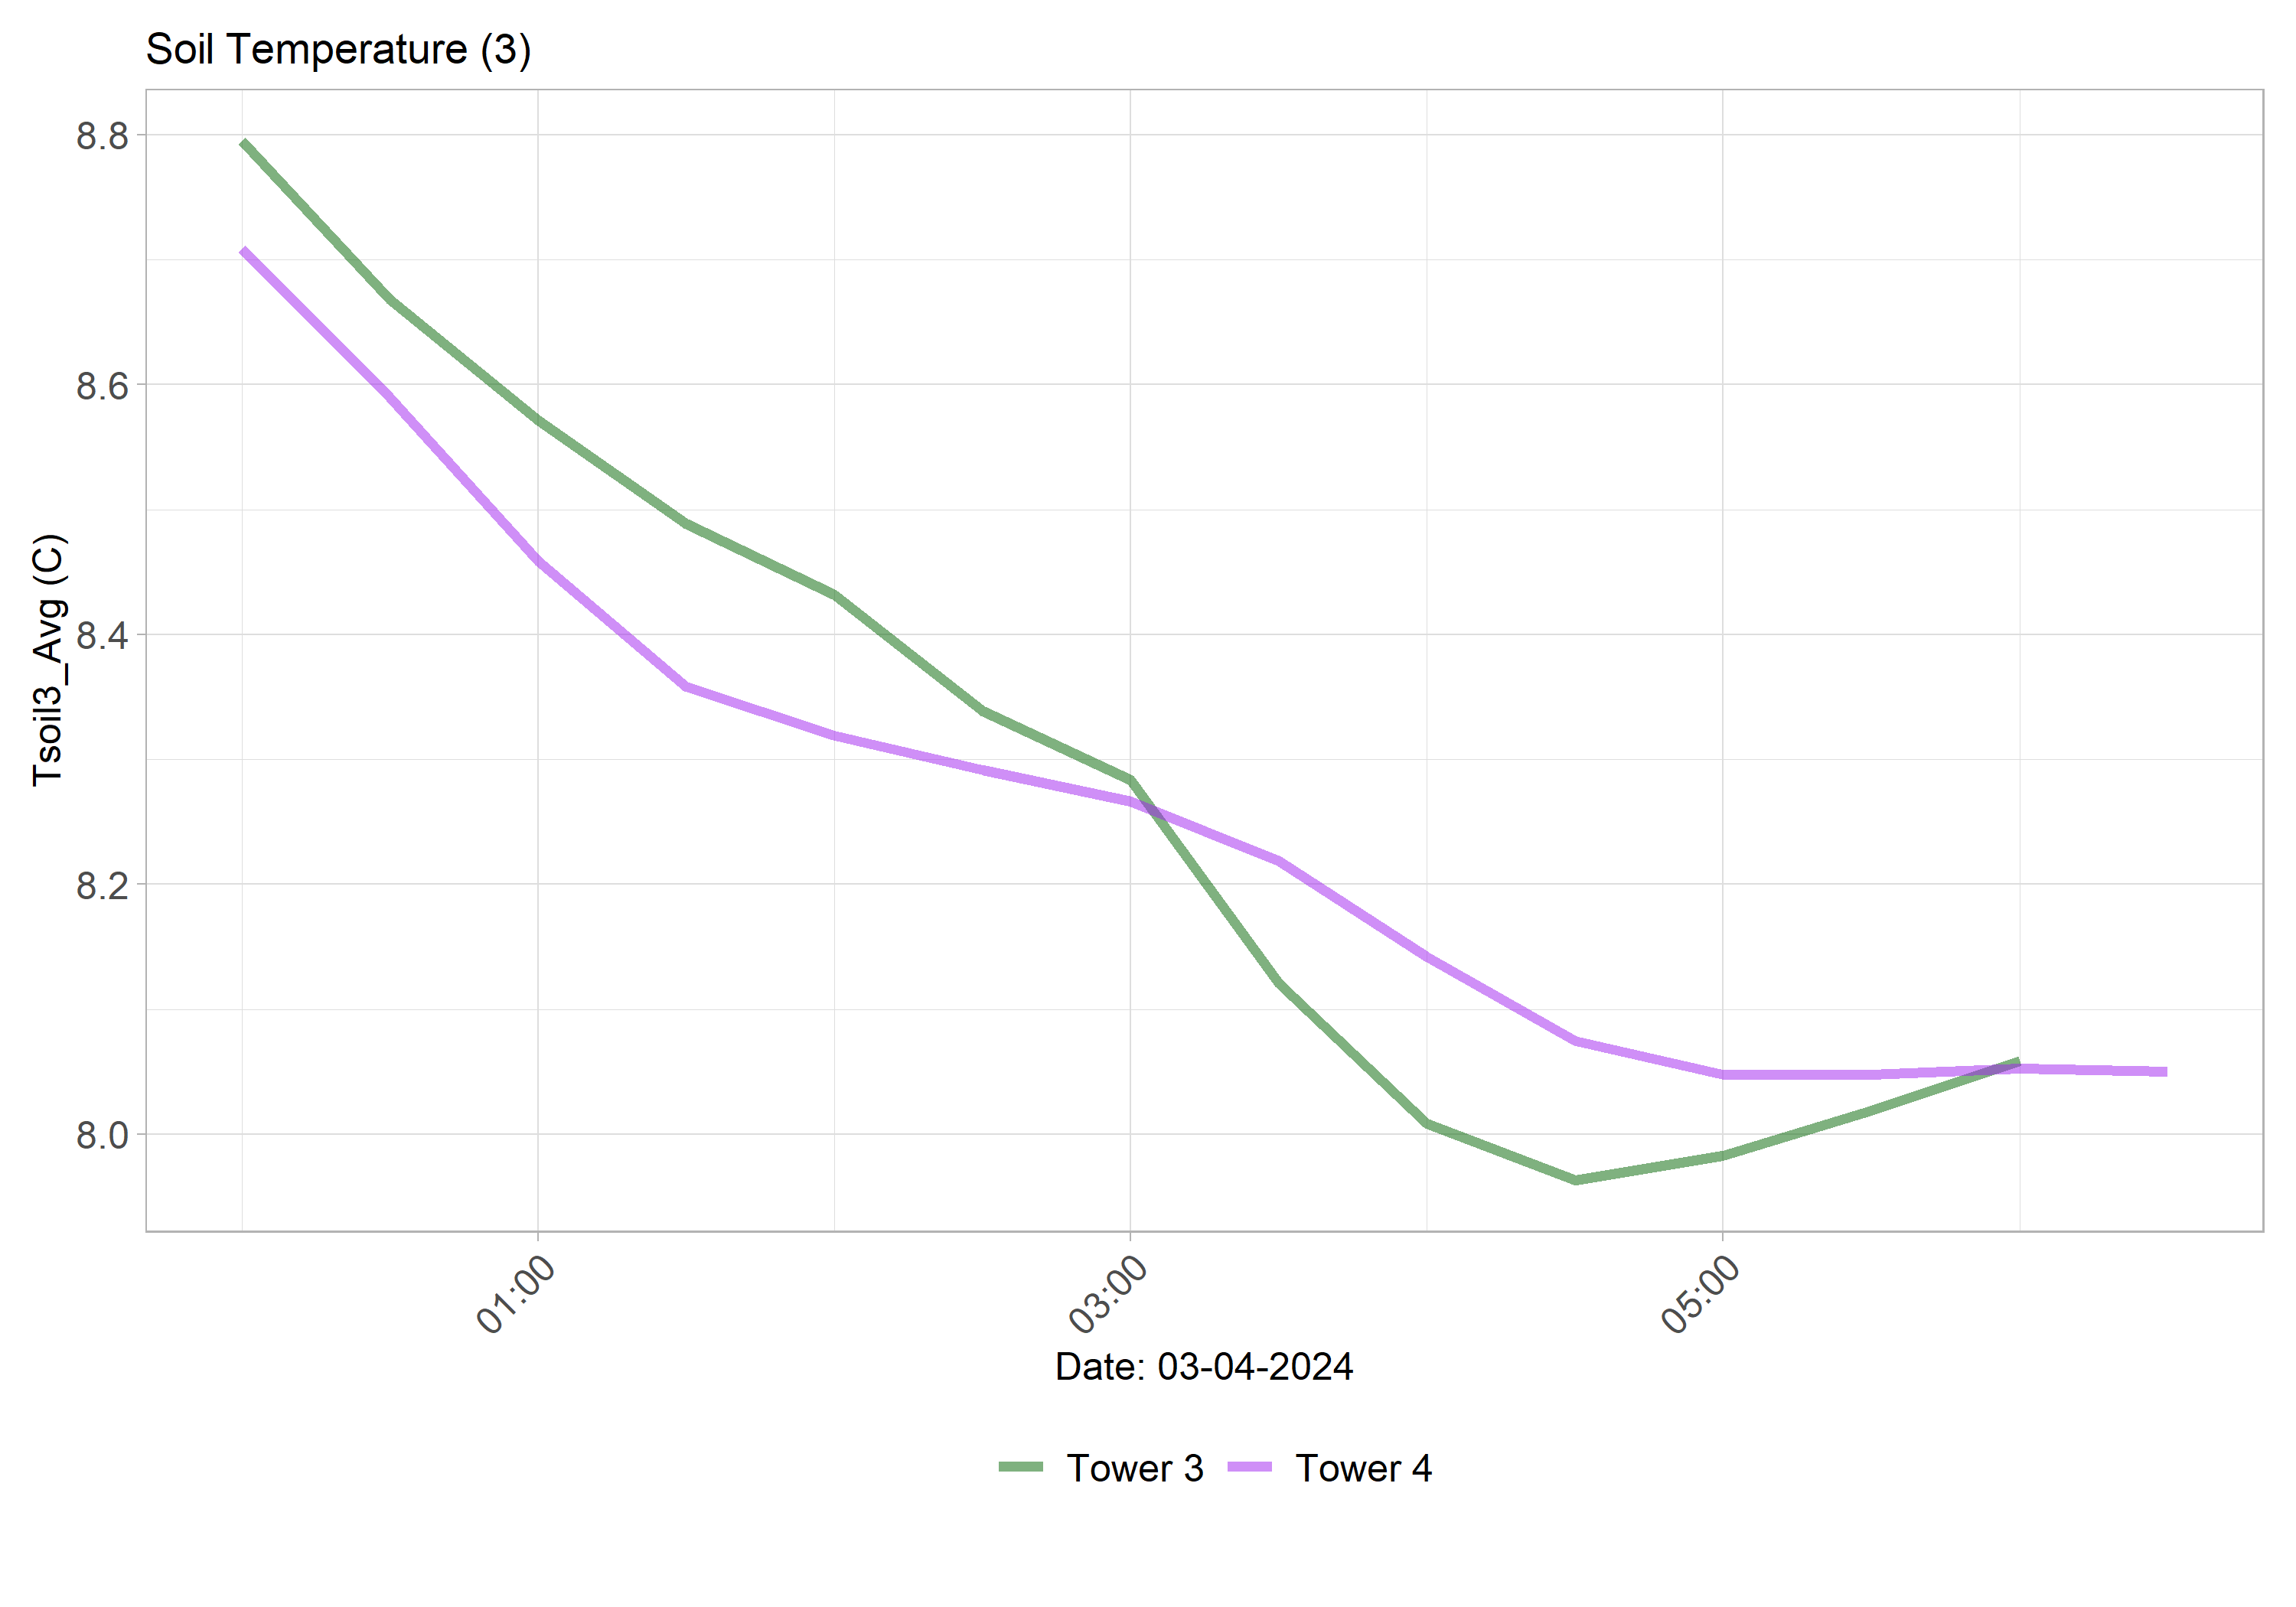 Soil Temperature (3)
Tsoil3_Avg (C)
8.8
8.6
8.4
8.2
8.0
01:00
03:00
05:00
Date: 03-04-2024
Tower 3
Tower 4